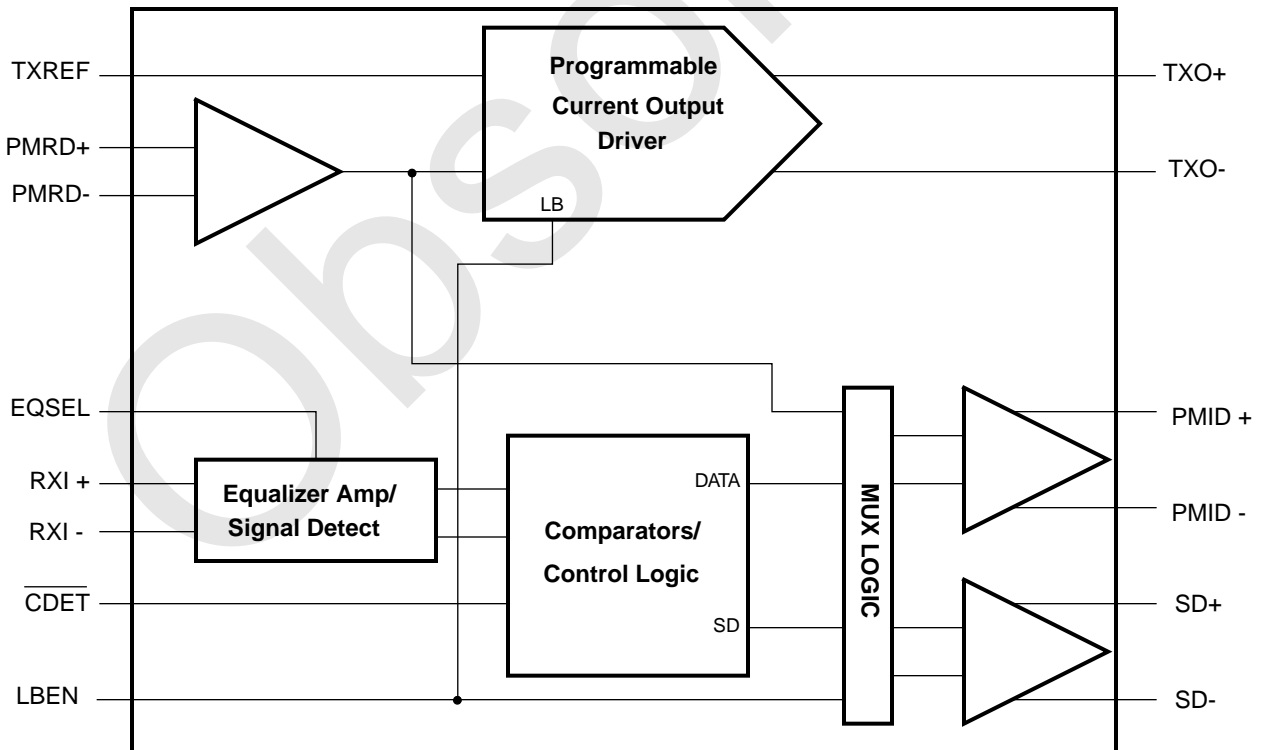 TXREF
PMRD+
PMRD-
Programmable
Current Output
Driver
LB
TXO+
TXO-
EQSEL
RXI +
RXI -
CDET
LBEN
Equalizer Amp/
Signal Detect
Comparators/
Control Logic
DATA
SD
MUX LOGIC
PMID +
PMID -
SD+
SD-